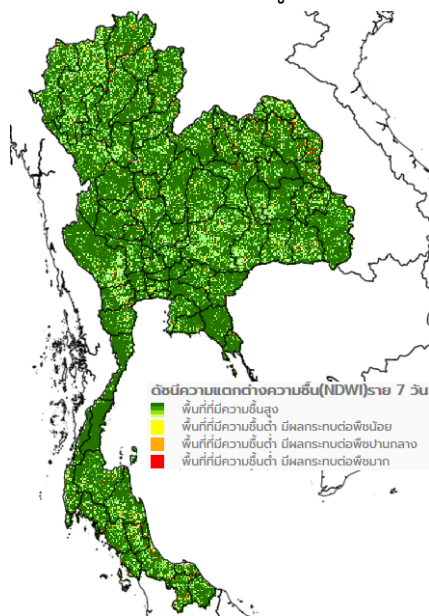 ดัชนีความแตกต่างความชื้น(NDWI)ราย 7 วัน
พื้นที่ที่มีความชื้นสูง
พื้นที่ที่มีความชื้นต่ำ มีผลกระทบต่อพืชน้อย
พื้นที่ที่มีความชื้นต่ำ มีผลกระทบต่อพืชปานกลาง
พื้นที่ที่มีความชื้นต่ำ มีผลกระทบต่อพืชมาก